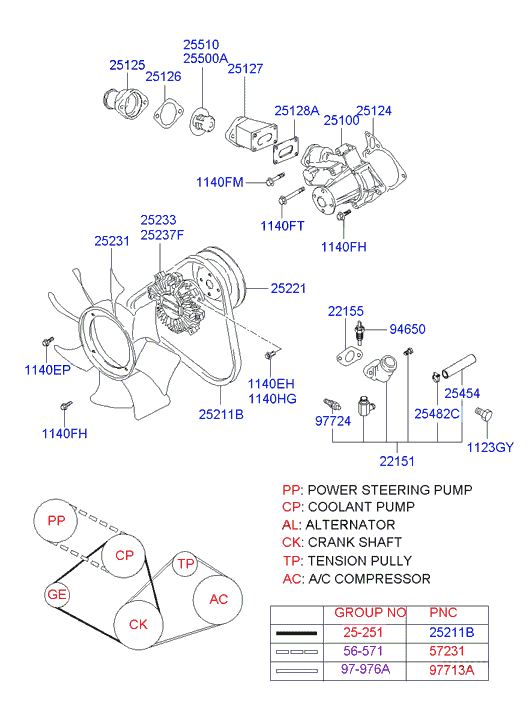 25510
25500A
25125
25126
25127
25128A
25124
25100
1140FM
1140FT
1140FH
25233
25237F
25231
25221
22155
94650
1140EP
1140EH
1140HG
25211B
1140FH
97724
25454
25482C
1123GY
22151
PP: POWER STEERING PUMP
CP: COOLANT PUMP
AL: ALTERNATOR
CK: CRANK SHAFT
TP: TENSION PULLY
AC: A/C COMPRESSOR
PP
CP
TP
GE
AC
CK
GROUP NO PNC
25-251 25211B
56-571 57231
97-976A 97713A